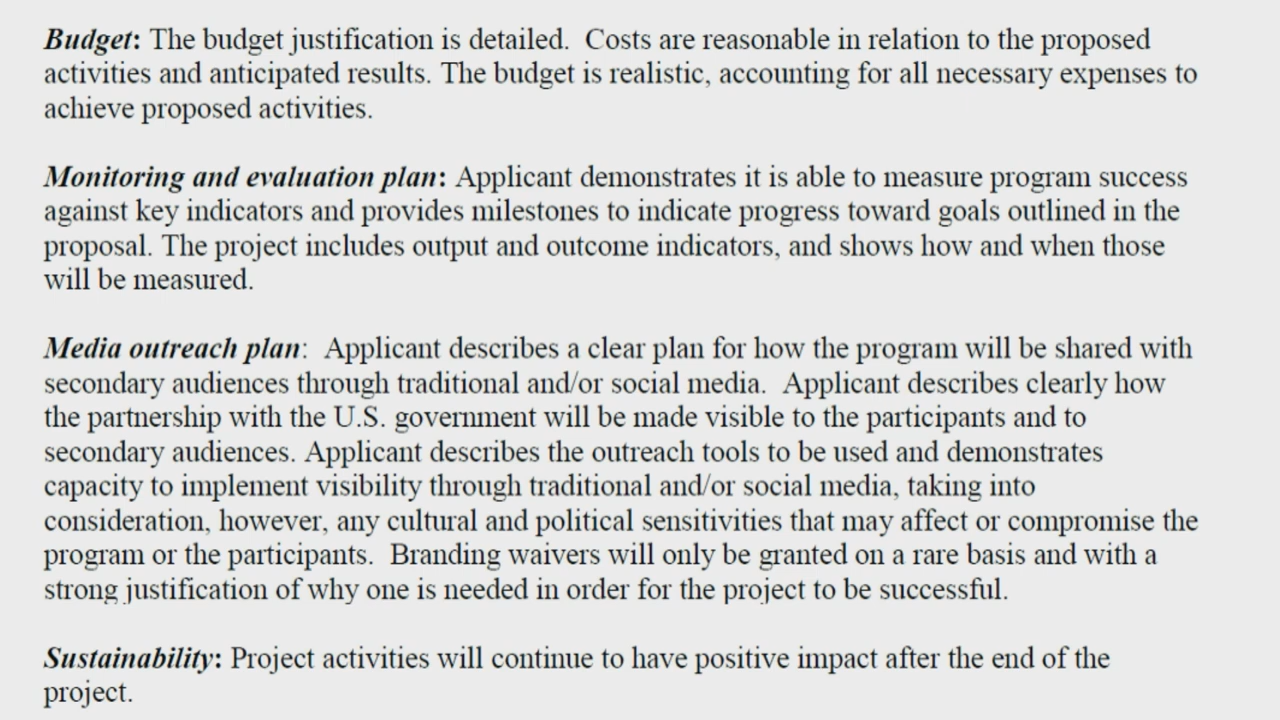 Budget: The budget justification is detailed.  Costs are reasonable in relation to the proposed
activities and anticipated results. The budget is realistic, accounting for all necessary expenses to
achieve proposed activities.
Monitoring and evaluation plan: Applicant demonstrates it is able to measure program success
against key indicators and provides milestones to indicate progress toward goals outlined in the
proposal. The project includes output and outcome indicators, and shows how and when those
will be measured.
Media outreach plan:  Applicant describes a clear plan for how the program will be shared with
secondary audiences through traditional and/or social media.  Applicant describes clearly how
the partnership with the U.S. government will be made visible to the participants and to
secondary audiences. Applicant describes the outreach tools to be used and demonstrates
capacity to implement visibility through traditional and/or social media, taking into
consideration, however, any cultural and political sensitivities that may affect or compromise the
program or the participants.  Branding waivers will only be granted on a rare basis and with a
strong justification of why one is needed in order for the project to be successful.
Sustainability: Project activities will continue to have positive impact after the end of the
project.